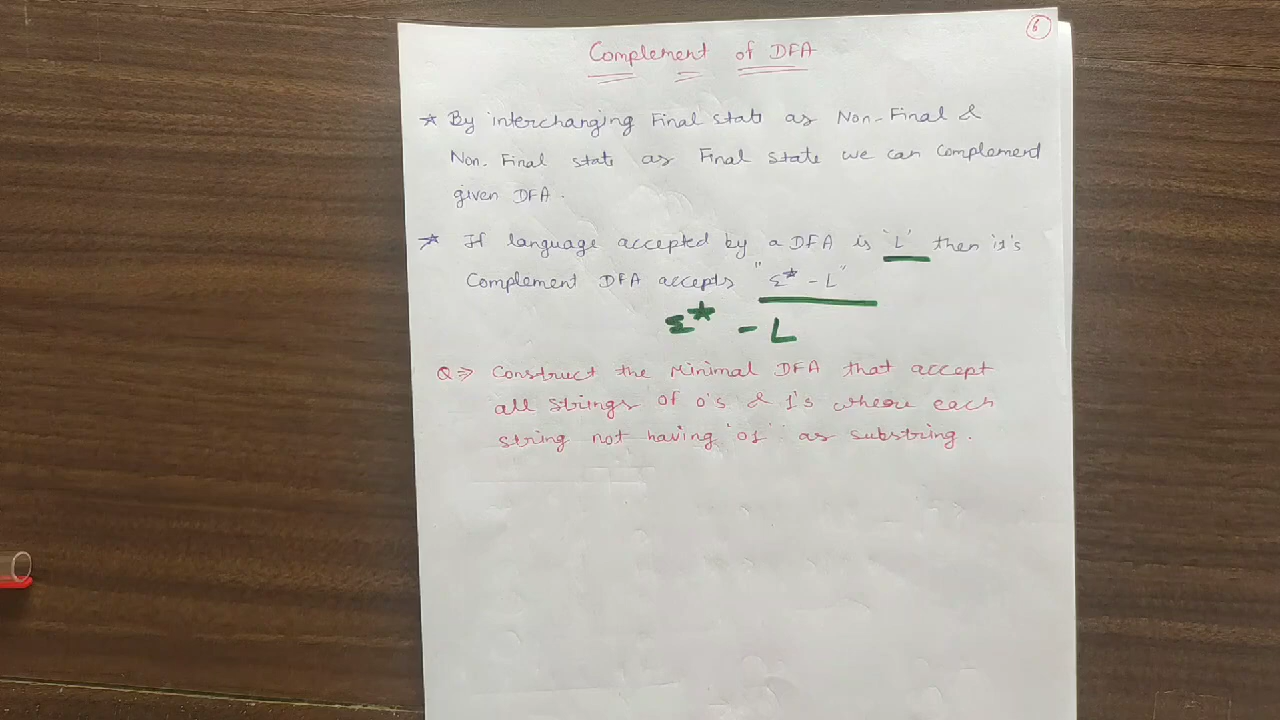 6
Complement of DFA
* By interchanging Final state as Non-Final &
Non-Final state as Final state we can complement
given DFA.
* If language accepted by a DFA is 'L' then it's
Complement DFA accepts "Σ* - L"
Σ* - L
Q ⇒ Construct the Minimal DFA that accept
all strings of 0's & 1's where each
string not having '01' as substring.